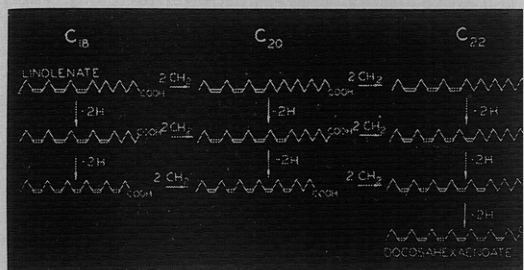 C18 C20 C22
LINOLENATE
2 CH2 2 CH2
COOH COOH
-2H -2H -2H
COOH 2 CH2 COOH 2 CH2
-2H -2H -2H
2 CH2 2 CH2
COOH COOH
-2H
DOCOSAHEXAENOATE